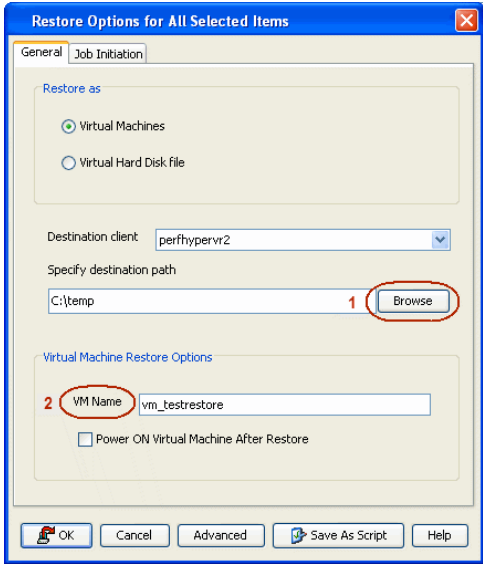 Restore Options for All Selected Items
General Job Initiation
Restore as
Virtual Machines
Virtual Hard Disk file
Destination client perfhypervr2
Specify destination path
C:\temp 1 Browse
Virtual Machine Restore Options
2 VM Name vm_testrestore
Power ON Virtual Machine After Restore
OK Cancel Advanced Save As Script Help